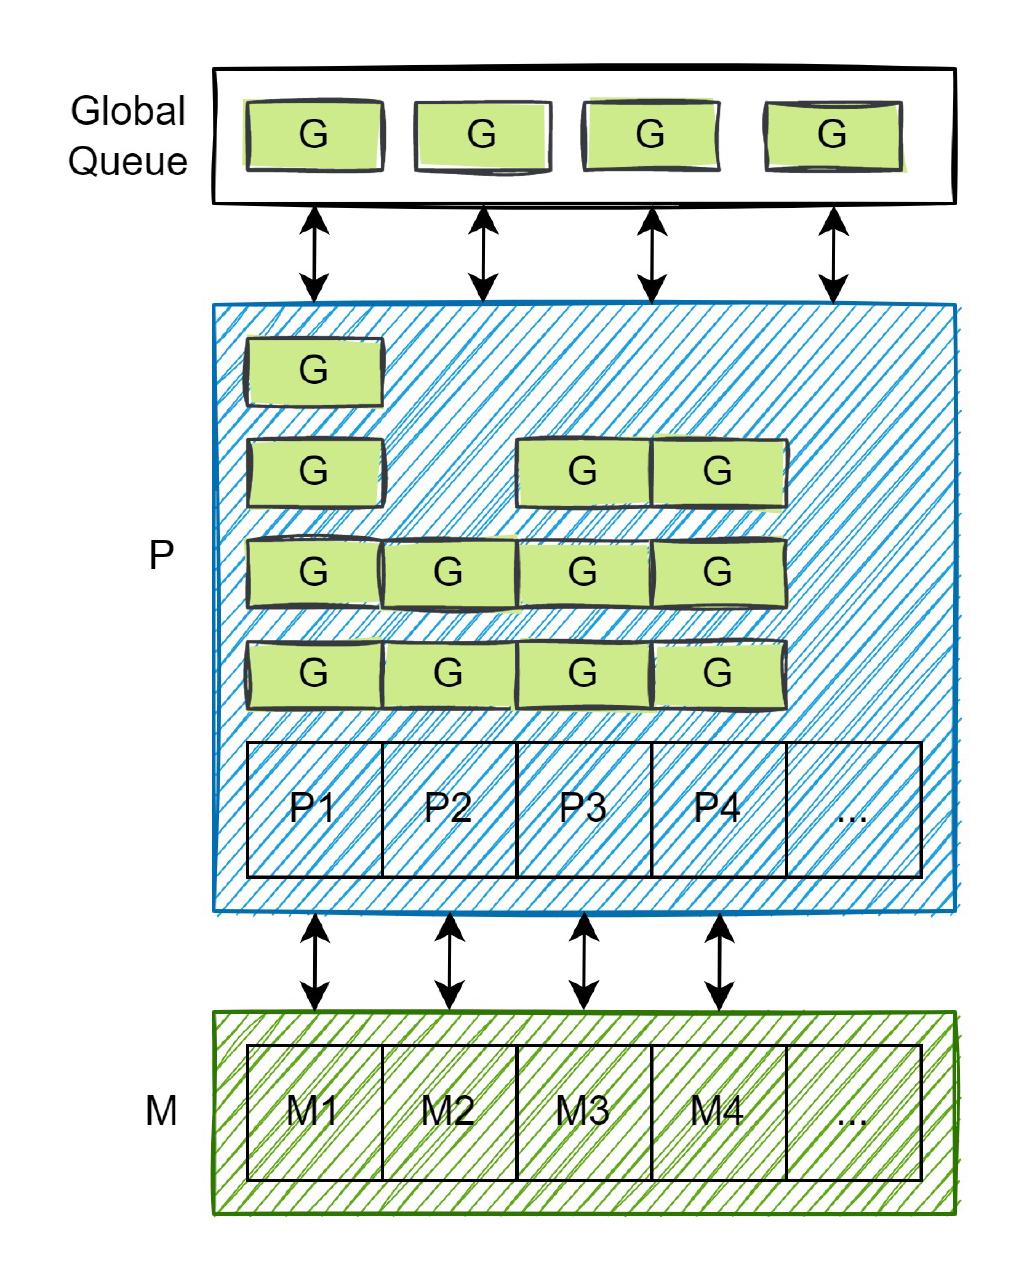 Global
Queue
G G G G
G
G G G
P
G G G G
G G G G
P1 P2 P3 P4 ...
M
M1 M2 M3 M4 ...